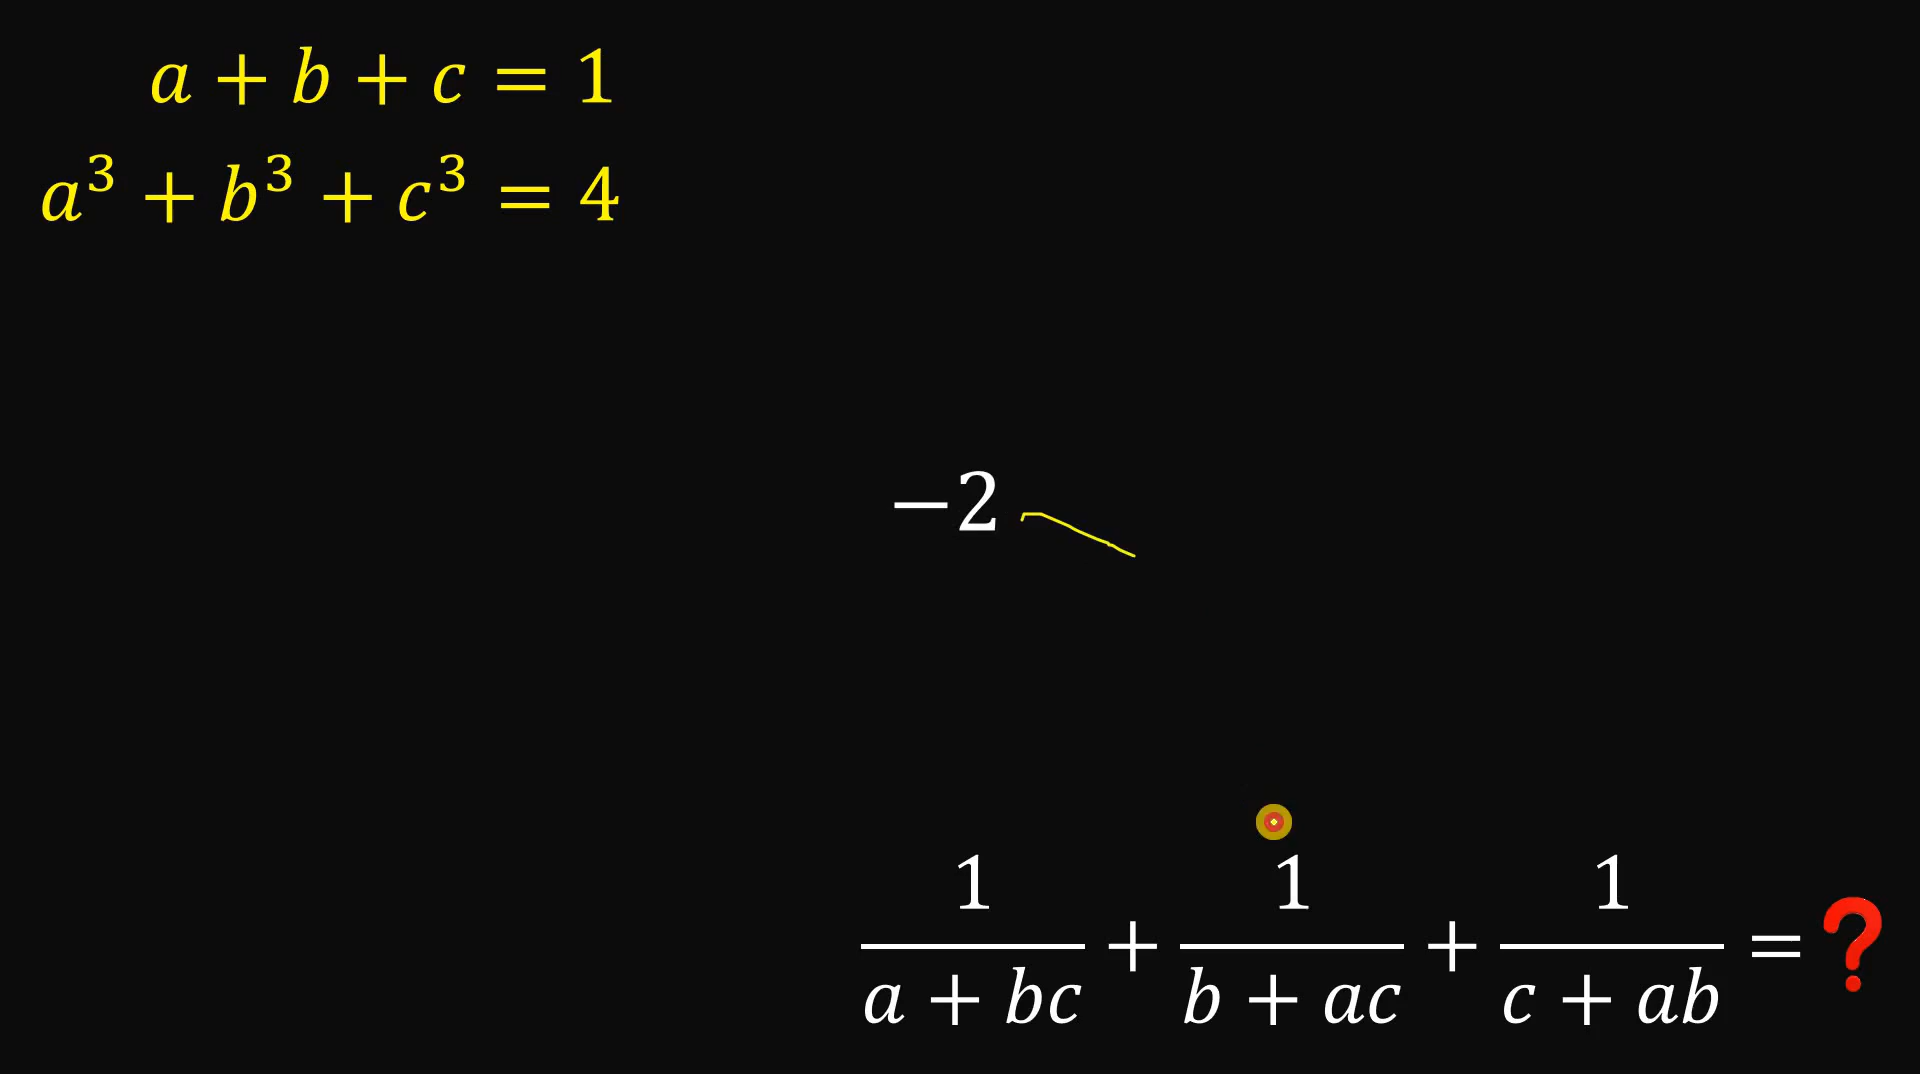 a + b + c = 1
a³ + b³ + c³ = 4
−2
1/(a + bc) + 1/(b + ac) + 1/(c + ab) = ❓